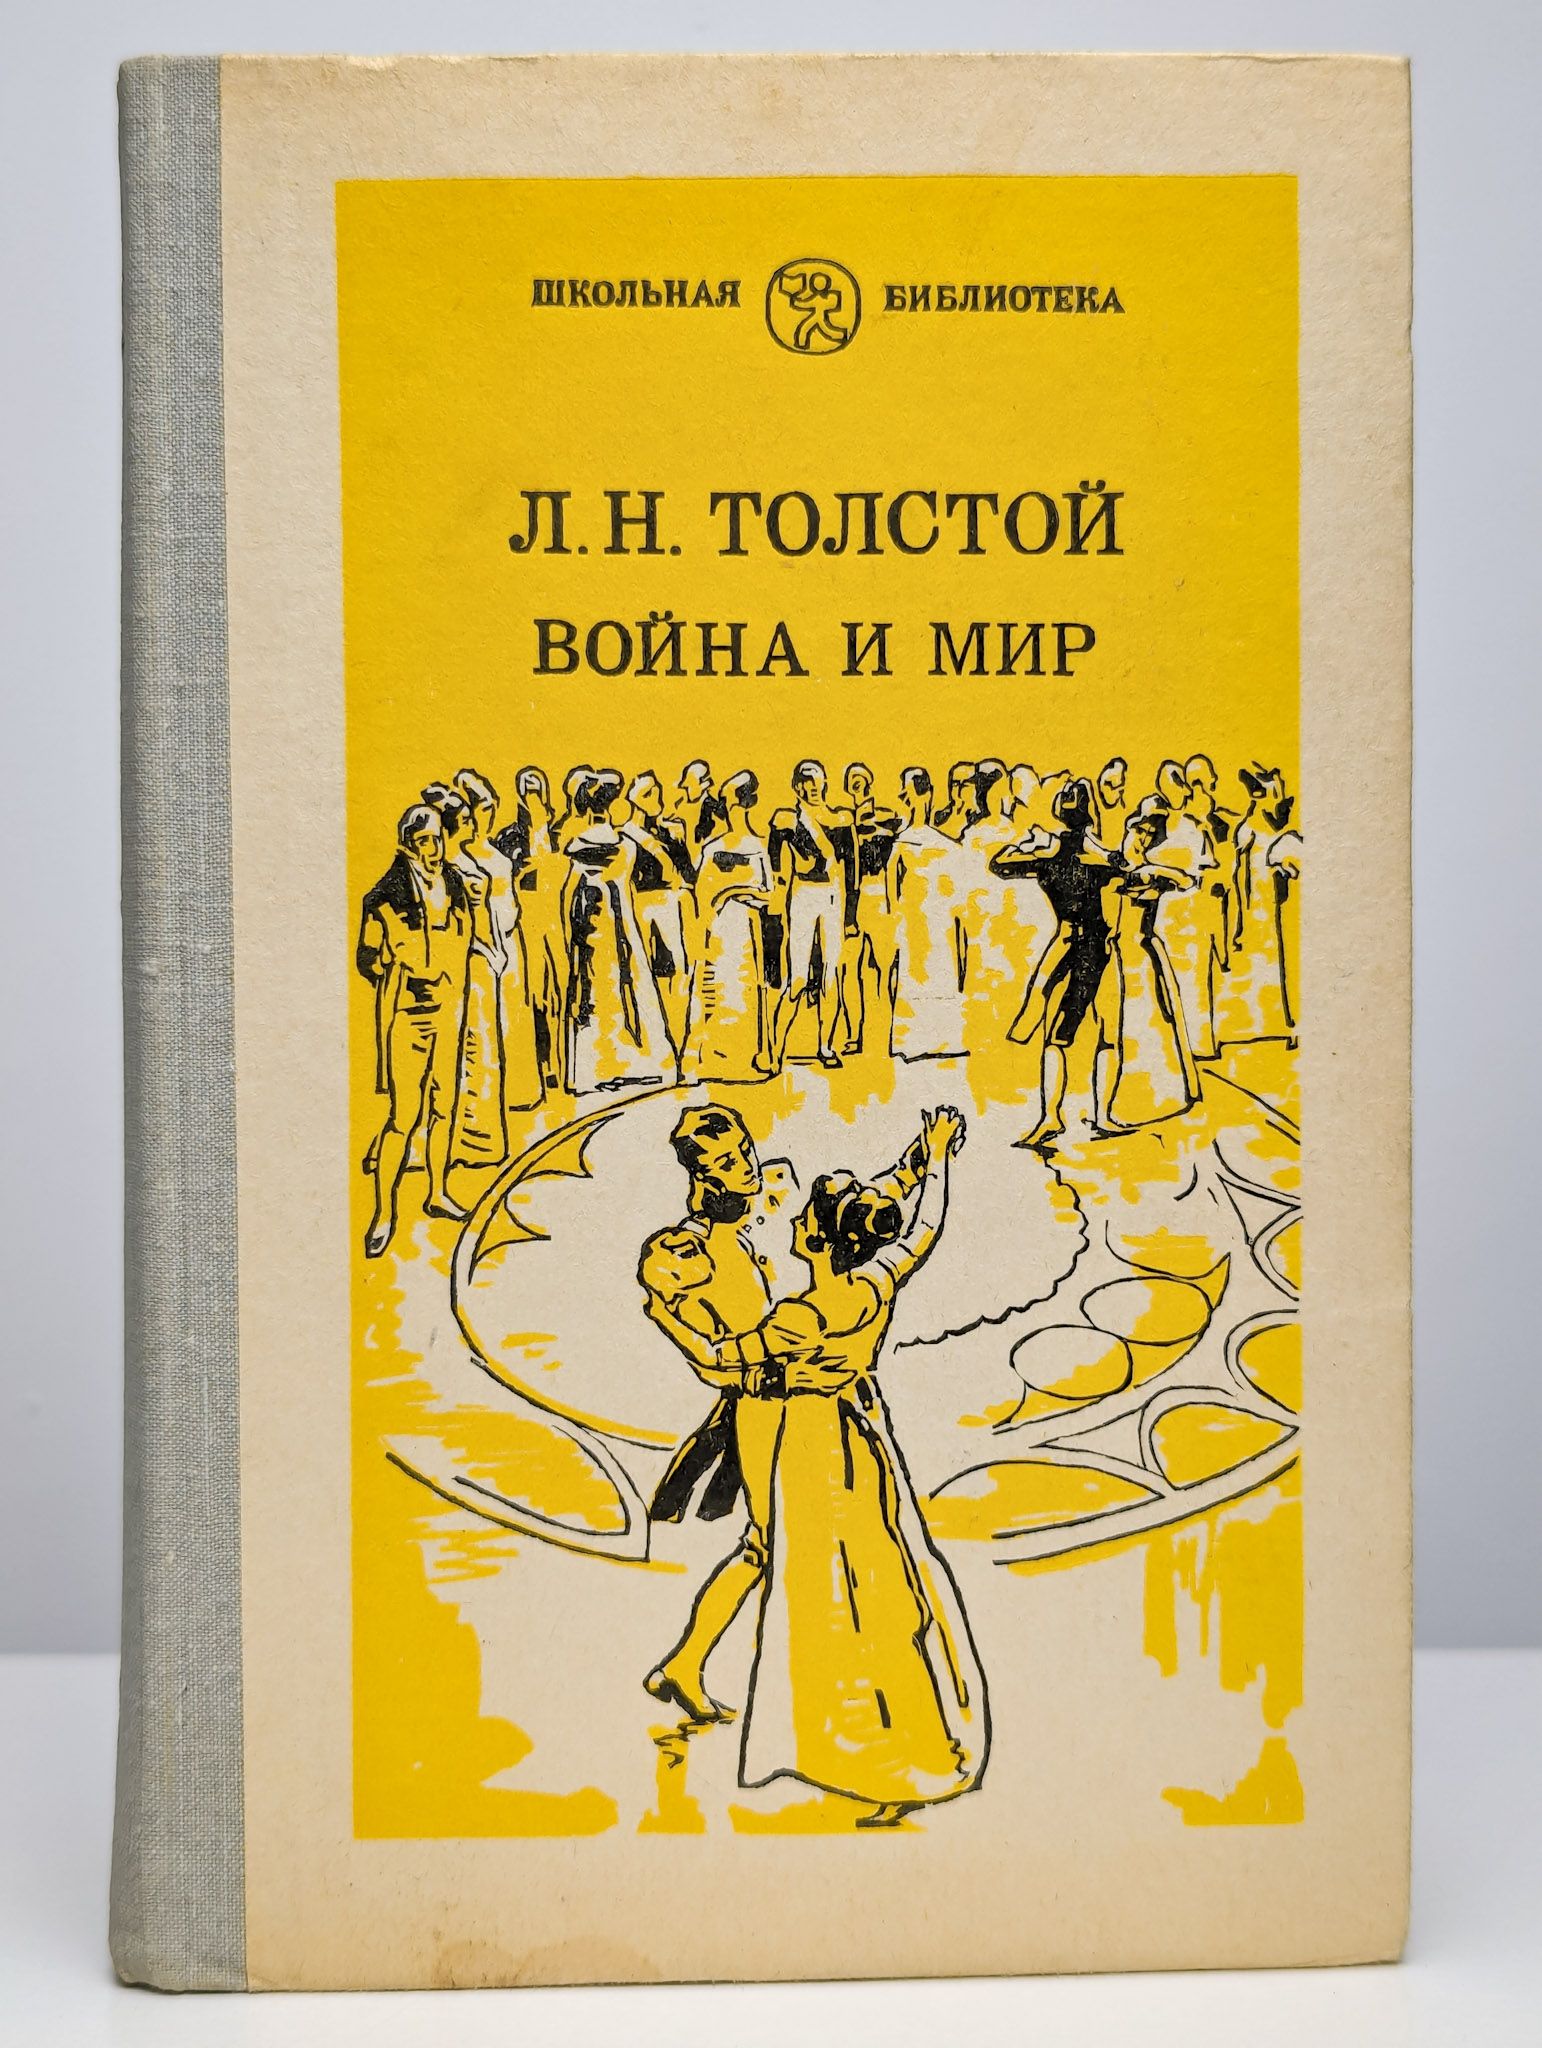 ШКОЛЬНАЯ БИБЛИОТЕКА
Л. Н. ТОЛСТОЙ
ВОЙНА И МИР